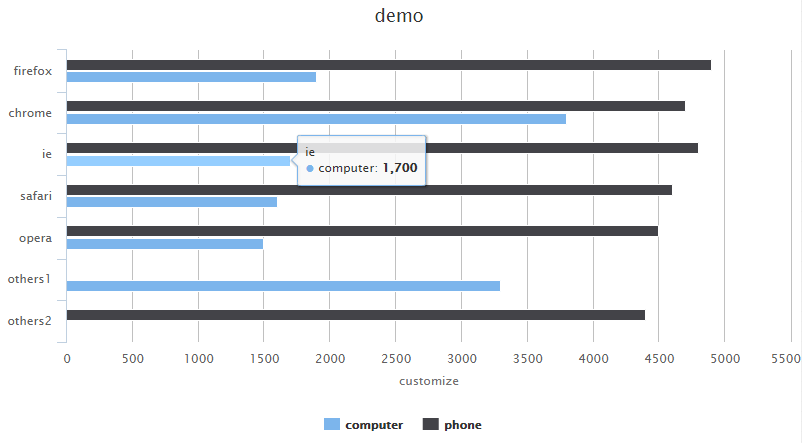 demo
firefox
chrome
ie
ie
computer: 1,700
safari
opera
others1
others2
0 500 1000 1500 2000 2500 3000 3500 4000 4500 5000 5500
customize
computer phone